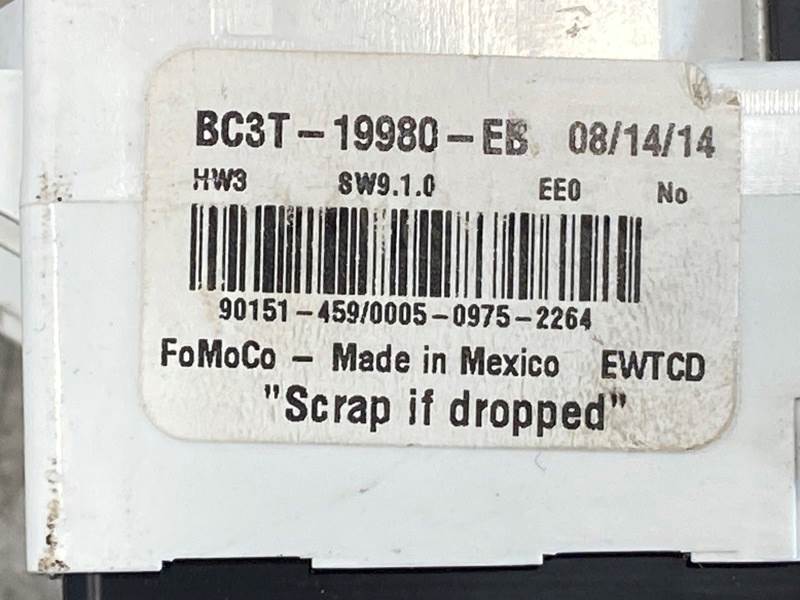 BC3T-19980-EB 08/14/14
HW3 SW9.1.0 EE0 No
90151-459/0005-0975-2264
FoMoCo - Made in Mexico EWTCD
"Scrap if dropped"